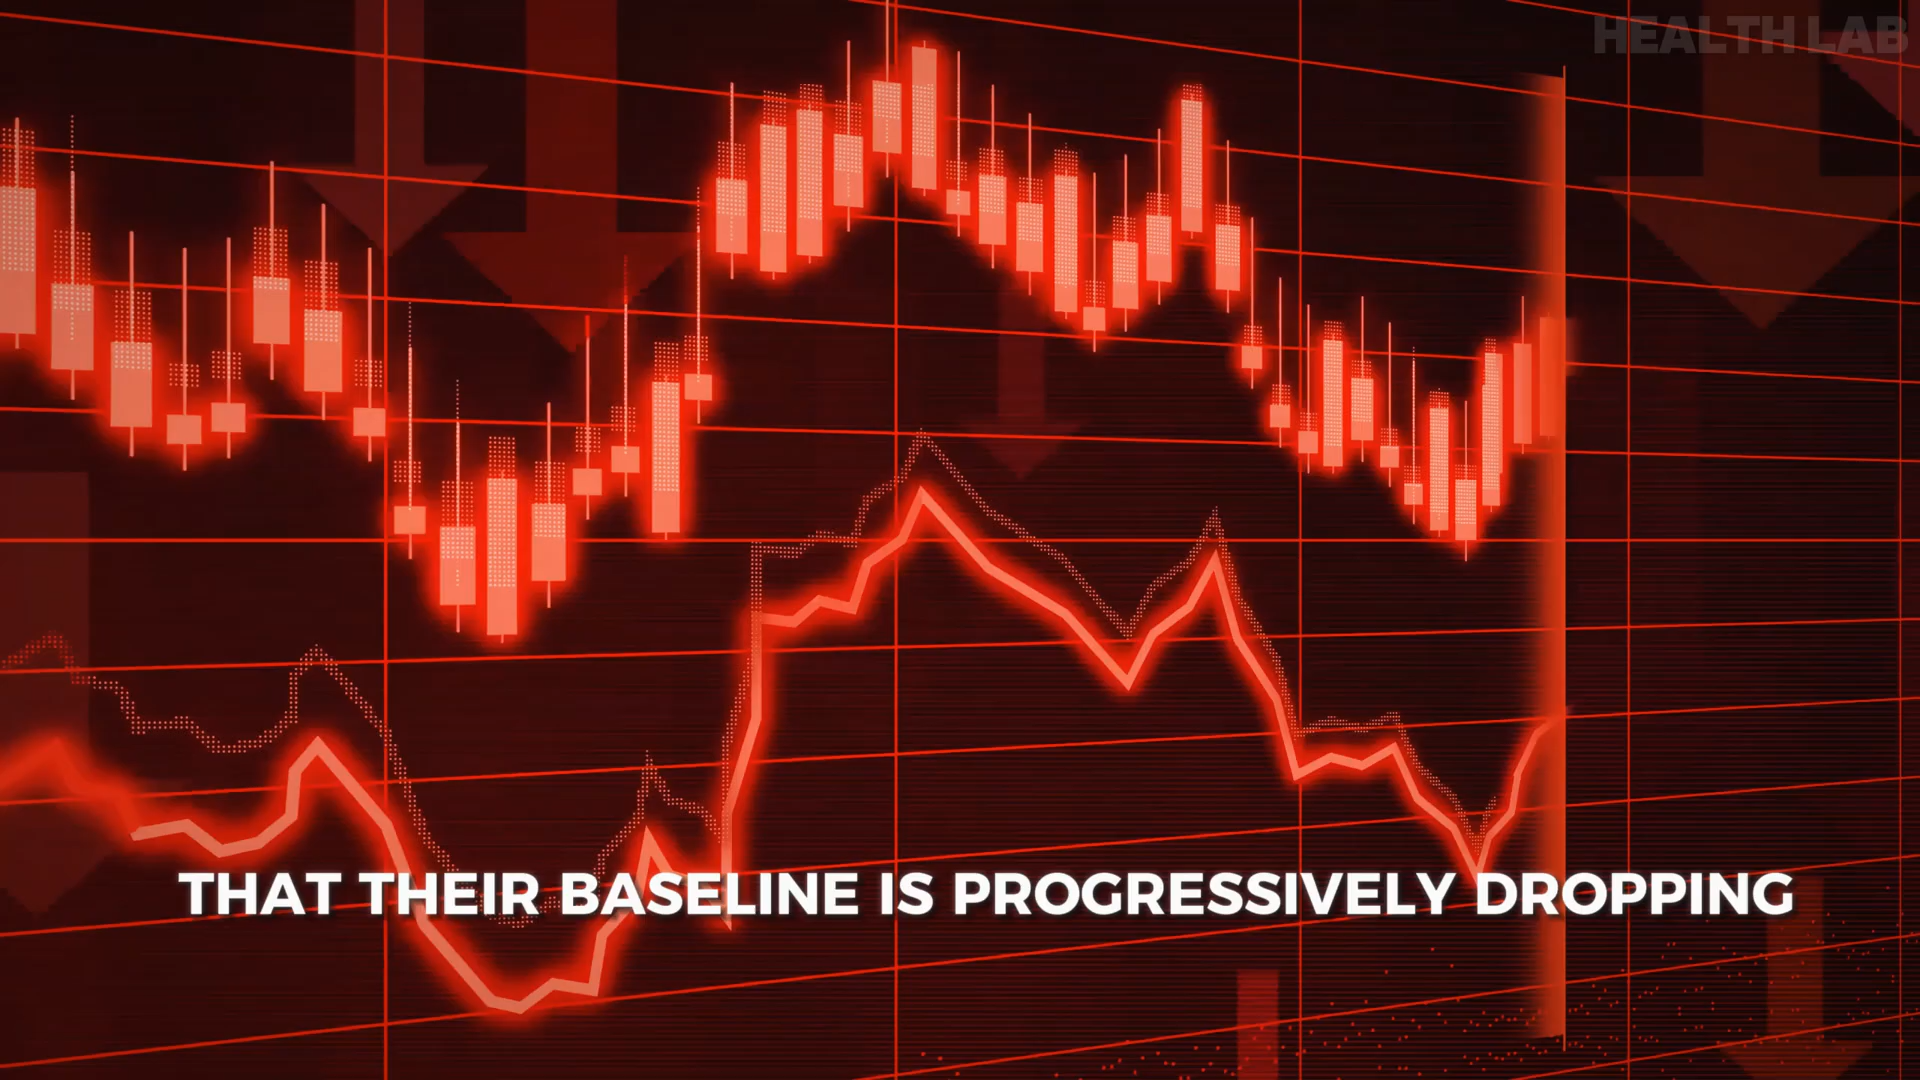 HEALTH LAB
THAT THEIR BASELINE IS PROGRESSIVELY DROPPING